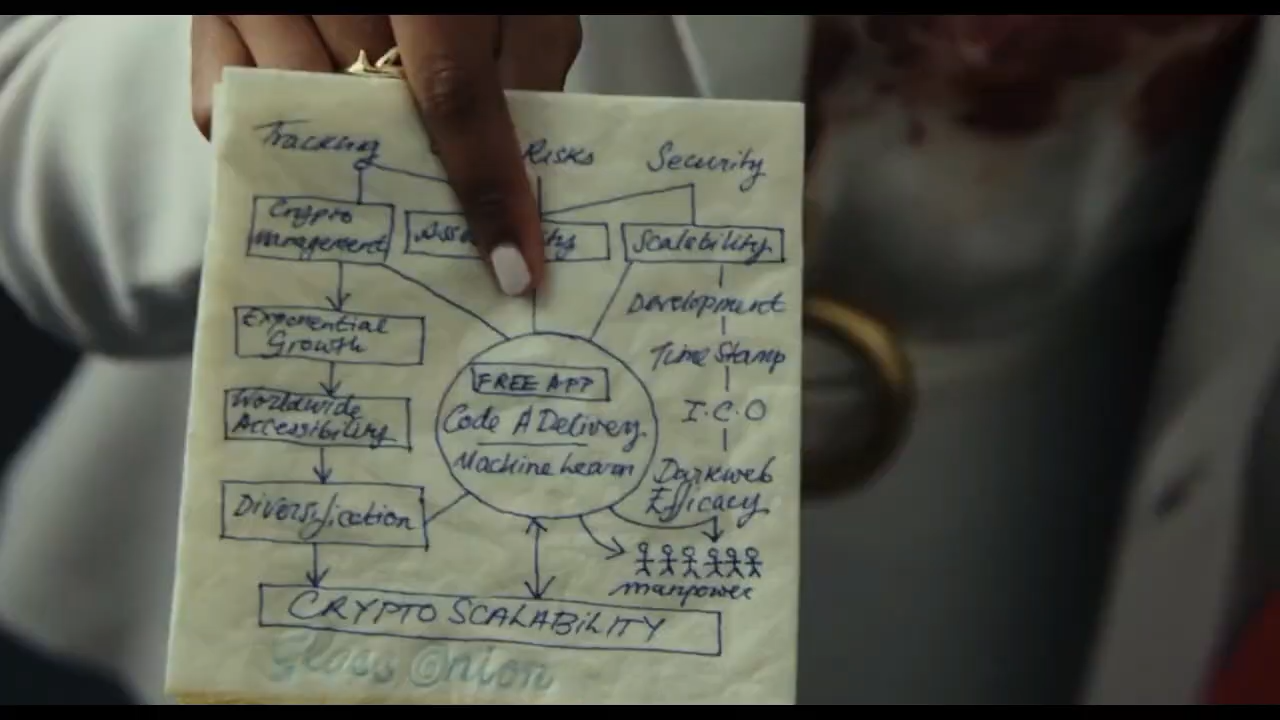 Tracking
Risks
Security
Crypto
management
Scalability
Development
Exponential
Growth
Time Stamp
FREE APP
Worldwide
Accessibility
Code A Delivery
I.C.O
Machine Learn
Darkweb
Efficacy
Diversification
manpower
CRYPTO SCALABILITY
Glass Onion